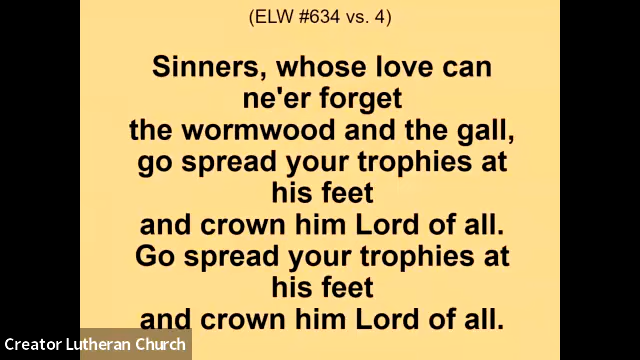 (ELW #634 vs. 4)
Sinners, whose love can
ne'er forget
the wormwood and the gall,
go spread your trophies at
his feet
and crown him Lord of all.
Go spread your trophies at
his feet
and crown him Lord of all.
Creator Lutheran Church